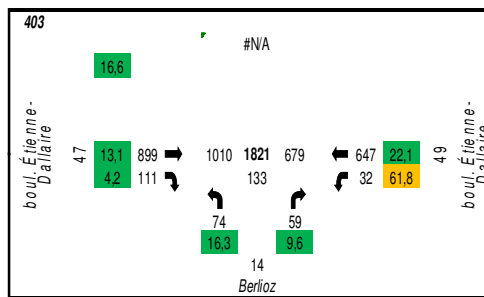 403
#N/A
16,6
boul. Étienne-
Dallaire
47
13,1 899 1010 1821 679 647 22,1
4,2 111 133 32 61,8
49
boul. Étienne-
Dallaire
74 59
16,3 9,6
14
Berlioz